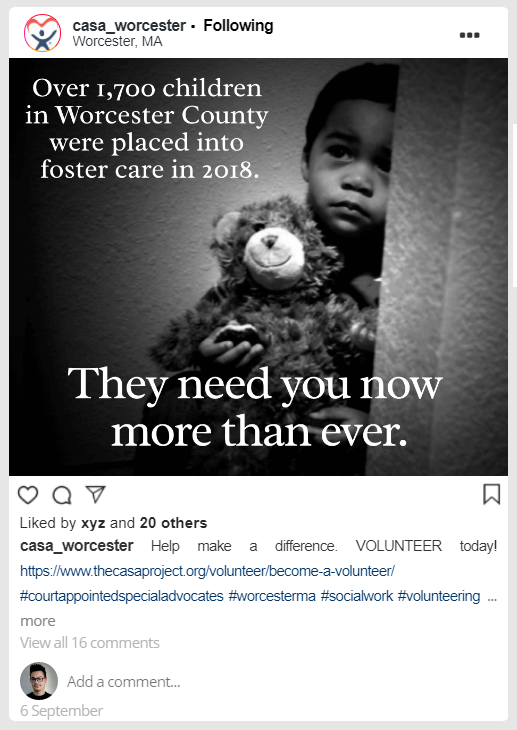 casa_worcester • Following
Worcester, MA
Over 1,700 children
in Worcester County
were placed into
foster care in 2018.
They need you now
more than ever.
Liked by xyz and 20 others
casa_worcester Help make a difference. VOLUNTEER today!
https://www.thecasaproject.org/volunteer/become-a-volunteer/
#courtappointedspecialadvocates #worcesterma #socialwork #volunteering ...
more
View all 16 comments
Add a comment...
6 September